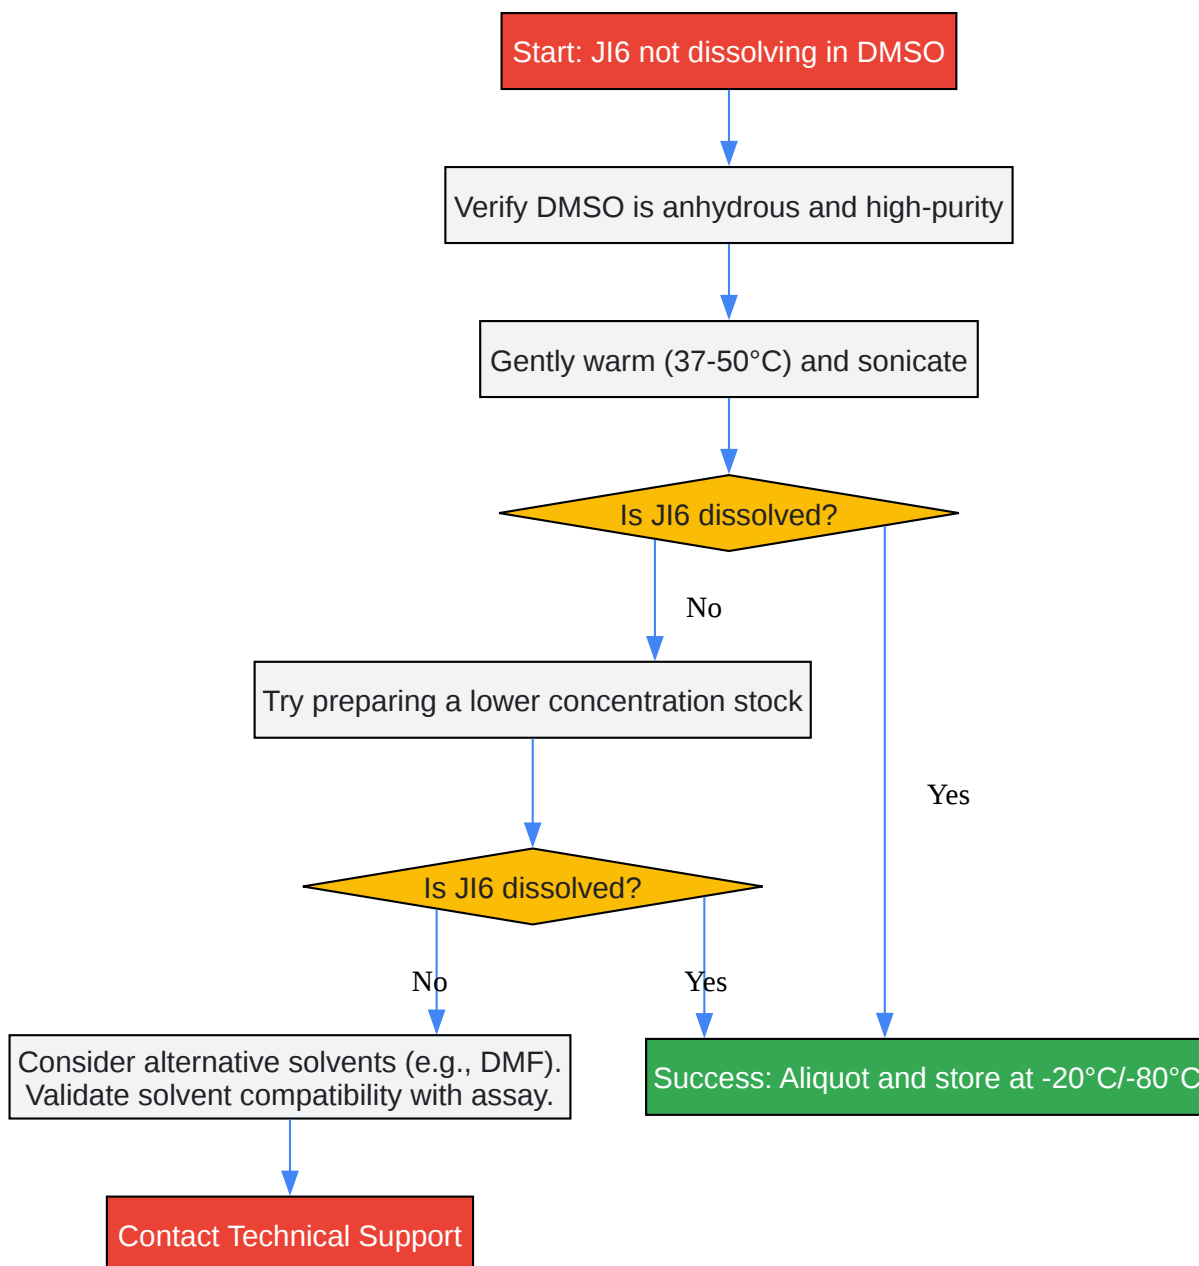 Start: JI6 not dissolving in DMSO
Verify DMSO is anhydrous and high-purity
Gently warm (37-50°C) and sonicate
Is JI6 dissolved?
No
Try preparing a lower concentration stock
Yes
Is JI6 dissolved?
No
Yes
Consider alternative solvents (e.g., DMF).
Validate solvent compatibility with assay.
Success: Aliquot and store at -20°C/-80°C
Contact Technical Support